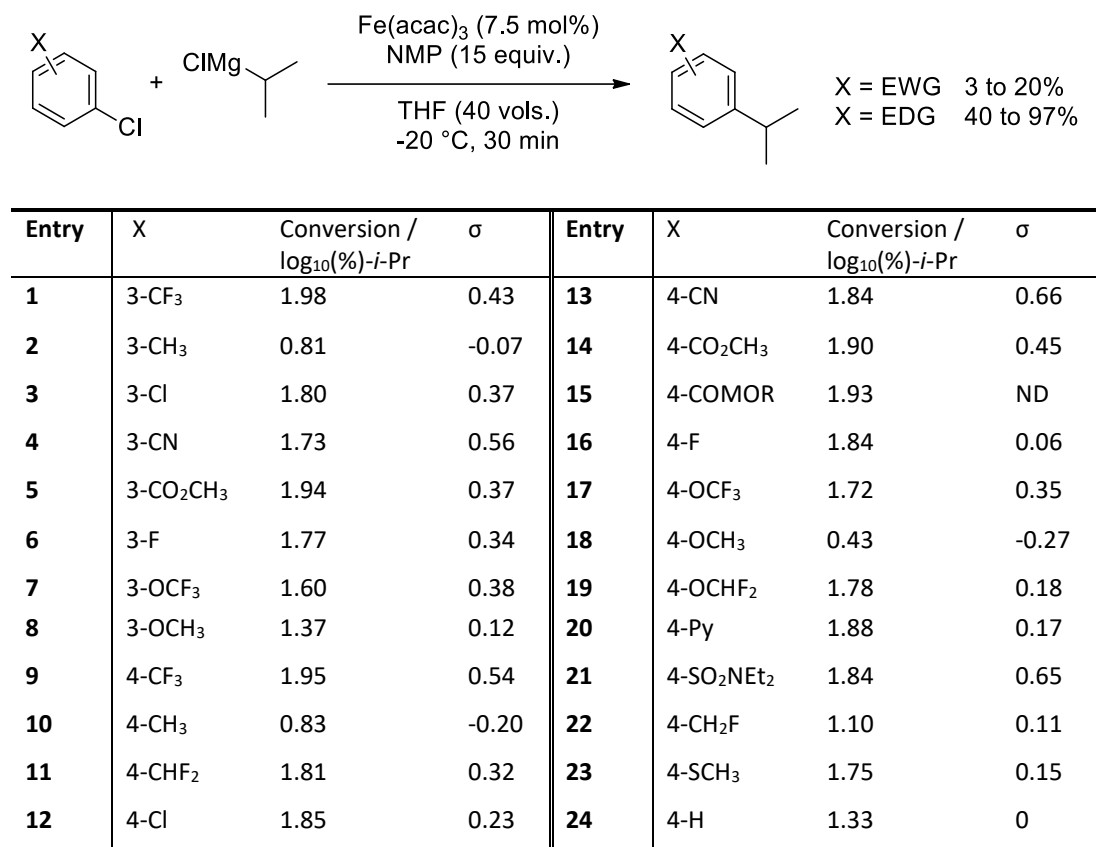 X
Cl
+
ClMg
Fe(acac)₃ (7.5 mol%)
NMP (15 equiv.)
THF (40 vols.)
-20 °C, 30 min
X
X = EWG 3 to 20%
X = EDG 40 to 97%
Entry X Conversion / σ Entry X Conversion / σ
log₁₀(%)-i-Pr log₁₀(%)-i-Pr
1 3-CF₃ 1.98 0.43 13 4-CN 1.84 0.66
2 3-CH₃ 0.81 -0.07 14 4-CO₂CH₃ 1.90 0.45
3 3-Cl 1.80 0.37 15 4-COMOR 1.93 ND
4 3-CN 1.73 0.56 16 4-F 1.84 0.06
5 3-CO₂CH₃ 1.94 0.37 17 4-OCF₃ 1.72 0.35
6 3-F 1.77 0.34 18 4-OCH₃ 0.43 -0.27
7 3-OCF₃ 1.60 0.38 19 4-OCHF₂ 1.78 0.18
8 3-OCH₃ 1.37 0.12 20 4-Py 1.88 0.17
9 4-CF₃ 1.95 0.54 21 4-SO₂NEt₂ 1.84 0.65
10 4-CH₃ 0.83 -0.20 22 4-CH₂F 1.10 0.11
11 4-CHF₂ 1.81 0.32 23 4-SCH₃ 1.75 0.15
12 4-Cl 1.85 0.23 24 4-H 1.33 0